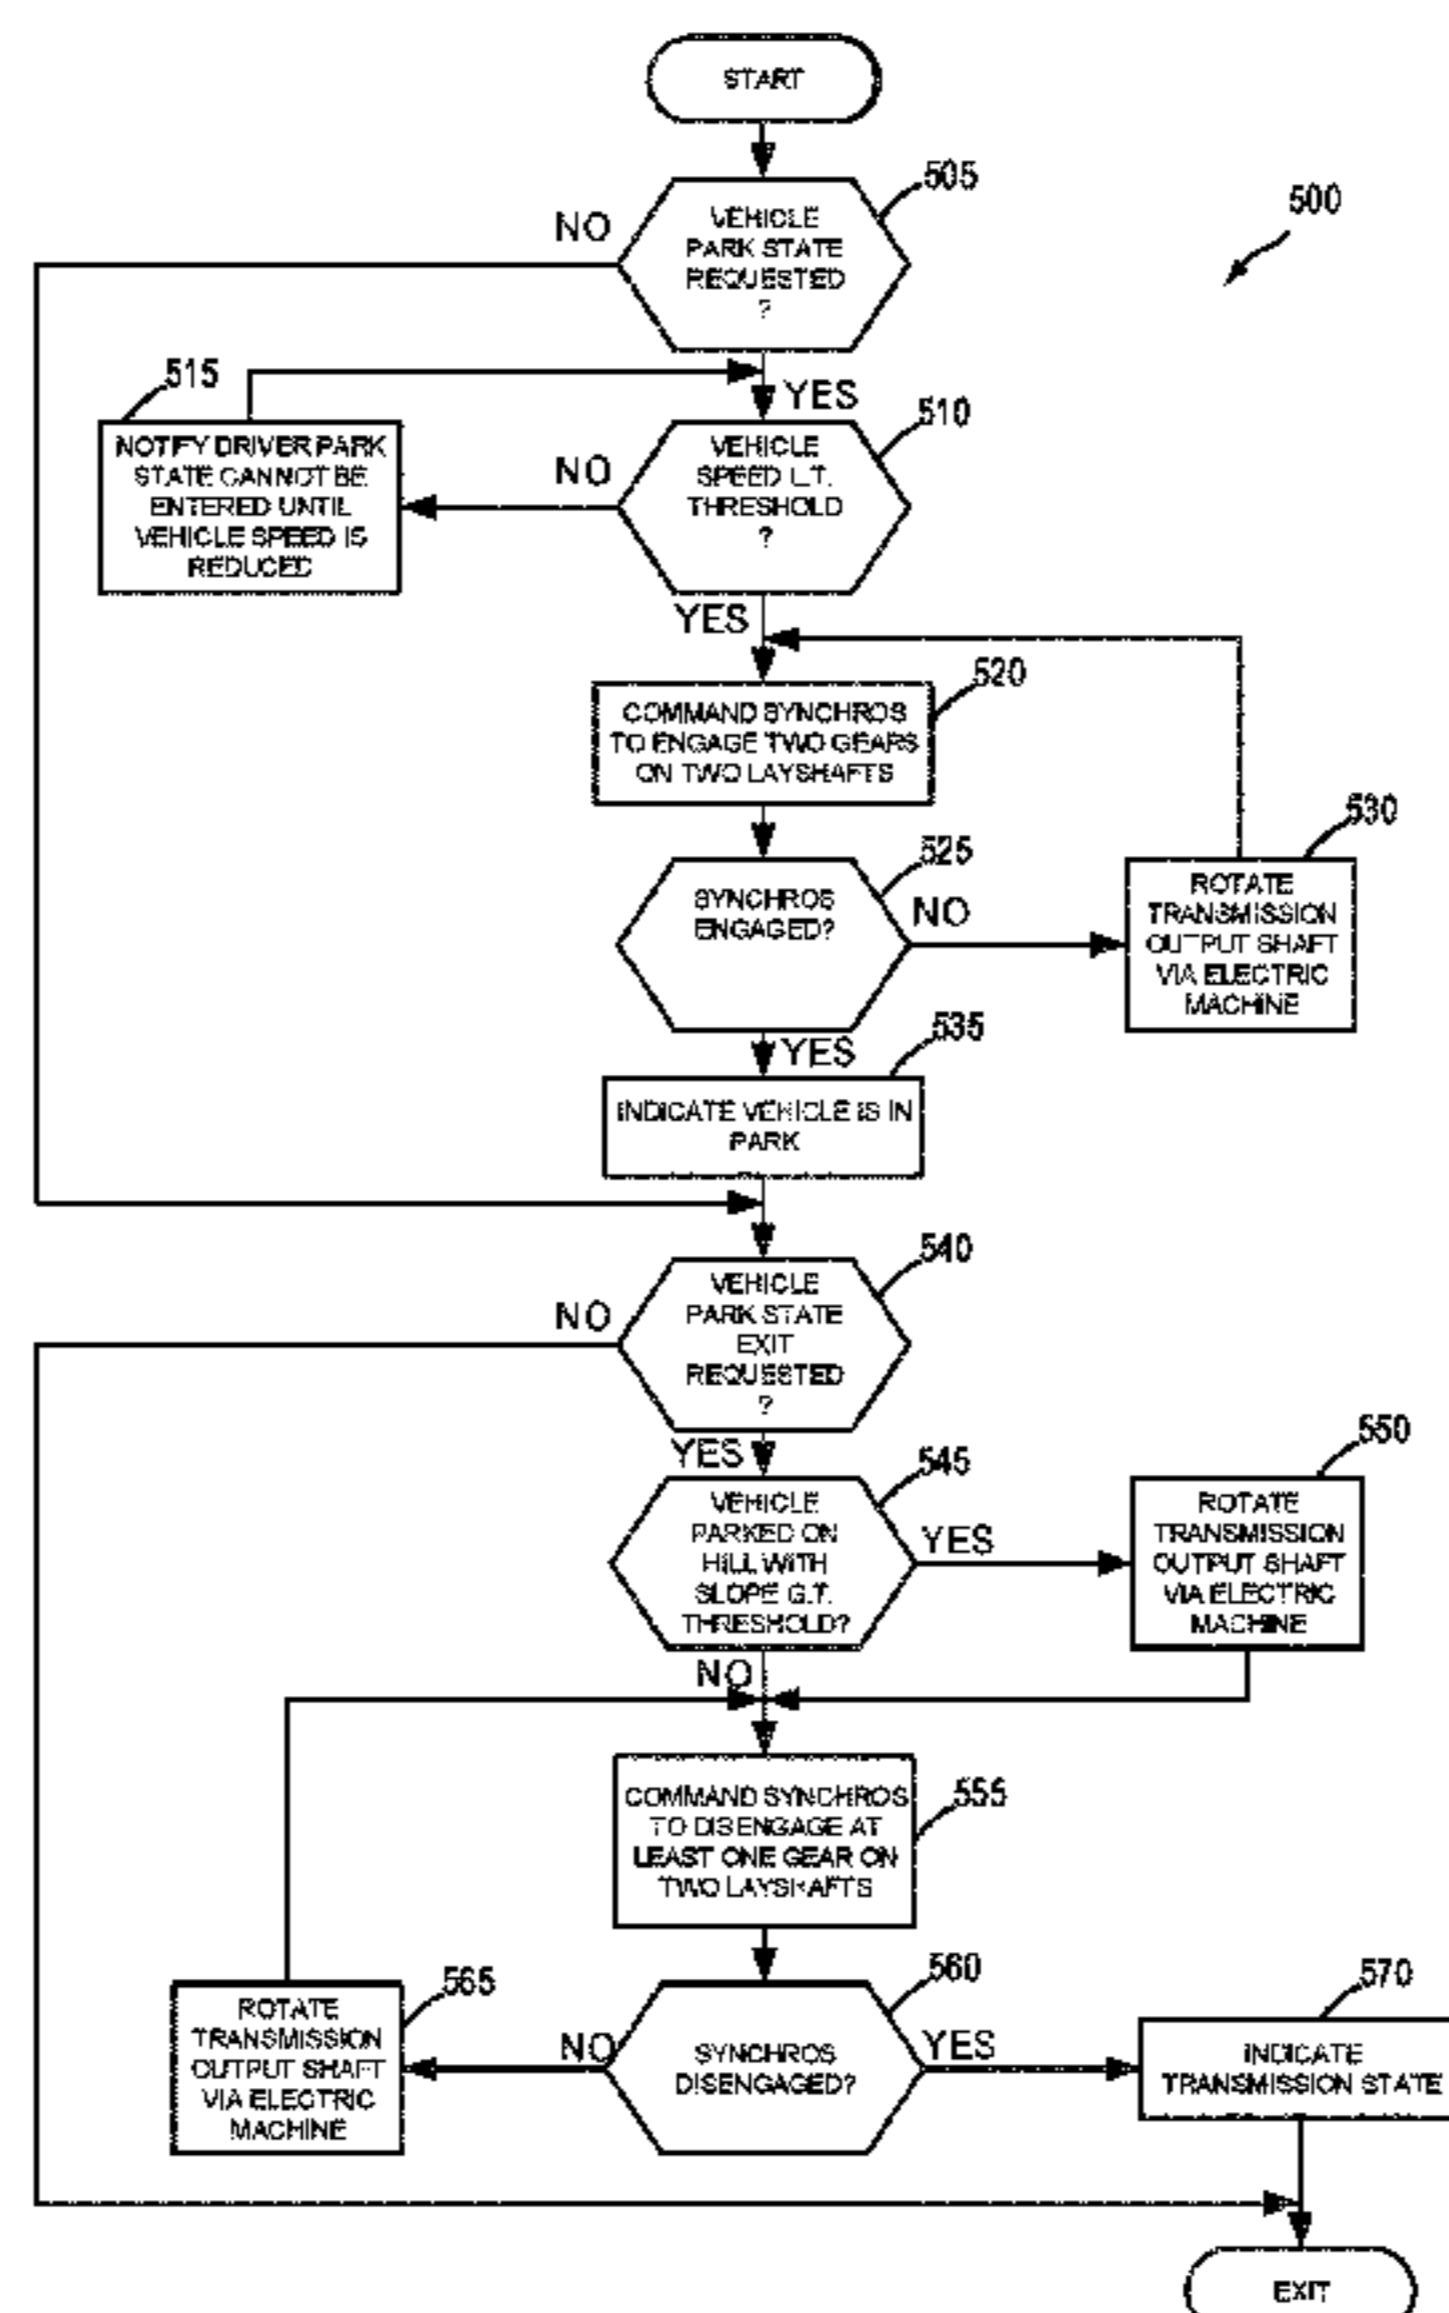 START
505
500
NO
VEHICLE
PARK STATE
REQUESTED
?
515
YES
510
NOTIFY DRIVER PARK
STATE CANNOT BE
ENTERED UNTIL
VEHICLE SPEED IS
REDUCED
NO
VEHICLE
SPEED L.T.
THRESHOLD
?
YES
520
COMMAND SYNCHROS
TO ENGAGE TWO GEARS
ON TWO LAYSHAFTS
530
525
SYNCHROS
ENGAGED?
NO
ROTATE
TRANSMISSION
OUTPUT SHAFT
VIA ELECTRIC
MACHINE
YES
535
INDICATE VEHICLE IS IN
PARK
540
NO
VEHICLE
PARK STATE
EXIT
REQUESTED
?
YES
545
550
VEHICLE
PARKED ON
HILL WITH
SLOPE G.T.
THRESHOLD?
YES
ROTATE
TRANSMISSION
OUTPUT SHAFT
VIA ELECTRIC
MACHINE
NO
555
COMMAND SYNCHROS
TO DISENGAGE AT
LEAST ONE GEAR ON
TWO LAYSHAFTS
565
560
570
ROTATE
TRANSMISSION
OUTPUT SHAFT
VIA ELECTRIC
MACHINE
NO
SYNCHROS
DISENGAGED?
YES
INDICATE
TRANSMISSION STATE
EXIT